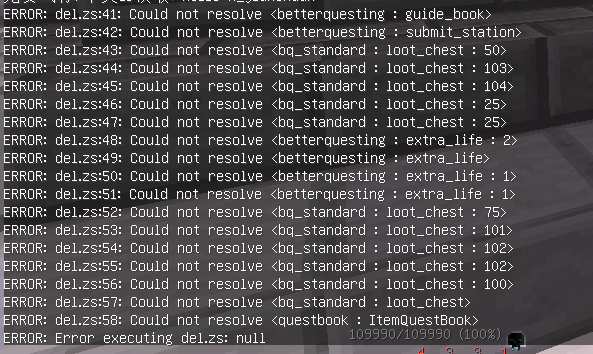 ERROR: del.zs:41: Could not resolve <betterquesting : guide_book>
ERROR: del.zs:42: Could not resolve <betterquesting : submit_station>
ERROR: del.zs:43: Could not resolve <bq_standard : loot_chest : 50>
ERROR: del.zs:44: Could not resolve <bq_standard : loot_chest : 103>
ERROR: del.zs:45: Could not resolve <bq_standard : loot_chest : 104>
ERROR: del.zs:46: Could not resolve <bq_standard : loot_chest : 25>
ERROR: del.zs:47: Could not resolve <bq_standard : loot_chest : 25>
ERROR: del.zs:48: Could not resolve <betterquesting : extra_life : 2>
ERROR: del.zs:49: Could not resolve <betterquesting : extra_life>
ERROR: del.zs:50: Could not resolve <betterquesting : extra_life : 1>
ERROR: del.zs:51: Could not resolve <betterquesting : extra_life : 1>
ERROR: del.zs:52: Could not resolve <bq_standard : loot_chest : 75>
ERROR: del.zs:53: Could not resolve <bq_standard : loot_chest : 101>
ERROR: del.zs:54: Could not resolve <bq_standard : loot_chest : 102>
ERROR: del.zs:55: Could not resolve <bq_standard : loot_chest : 102>
ERROR: del.zs:56: Could not resolve <bq_standard : loot_chest : 100>
ERROR: del.zs:57: Could not resolve <bq_standard : loot_chest>
ERROR: del.zs:58: Could not resolve <questbook : ItemQuestBook>
ERROR: Error executing del.zs: null
109990/109990 (100%)